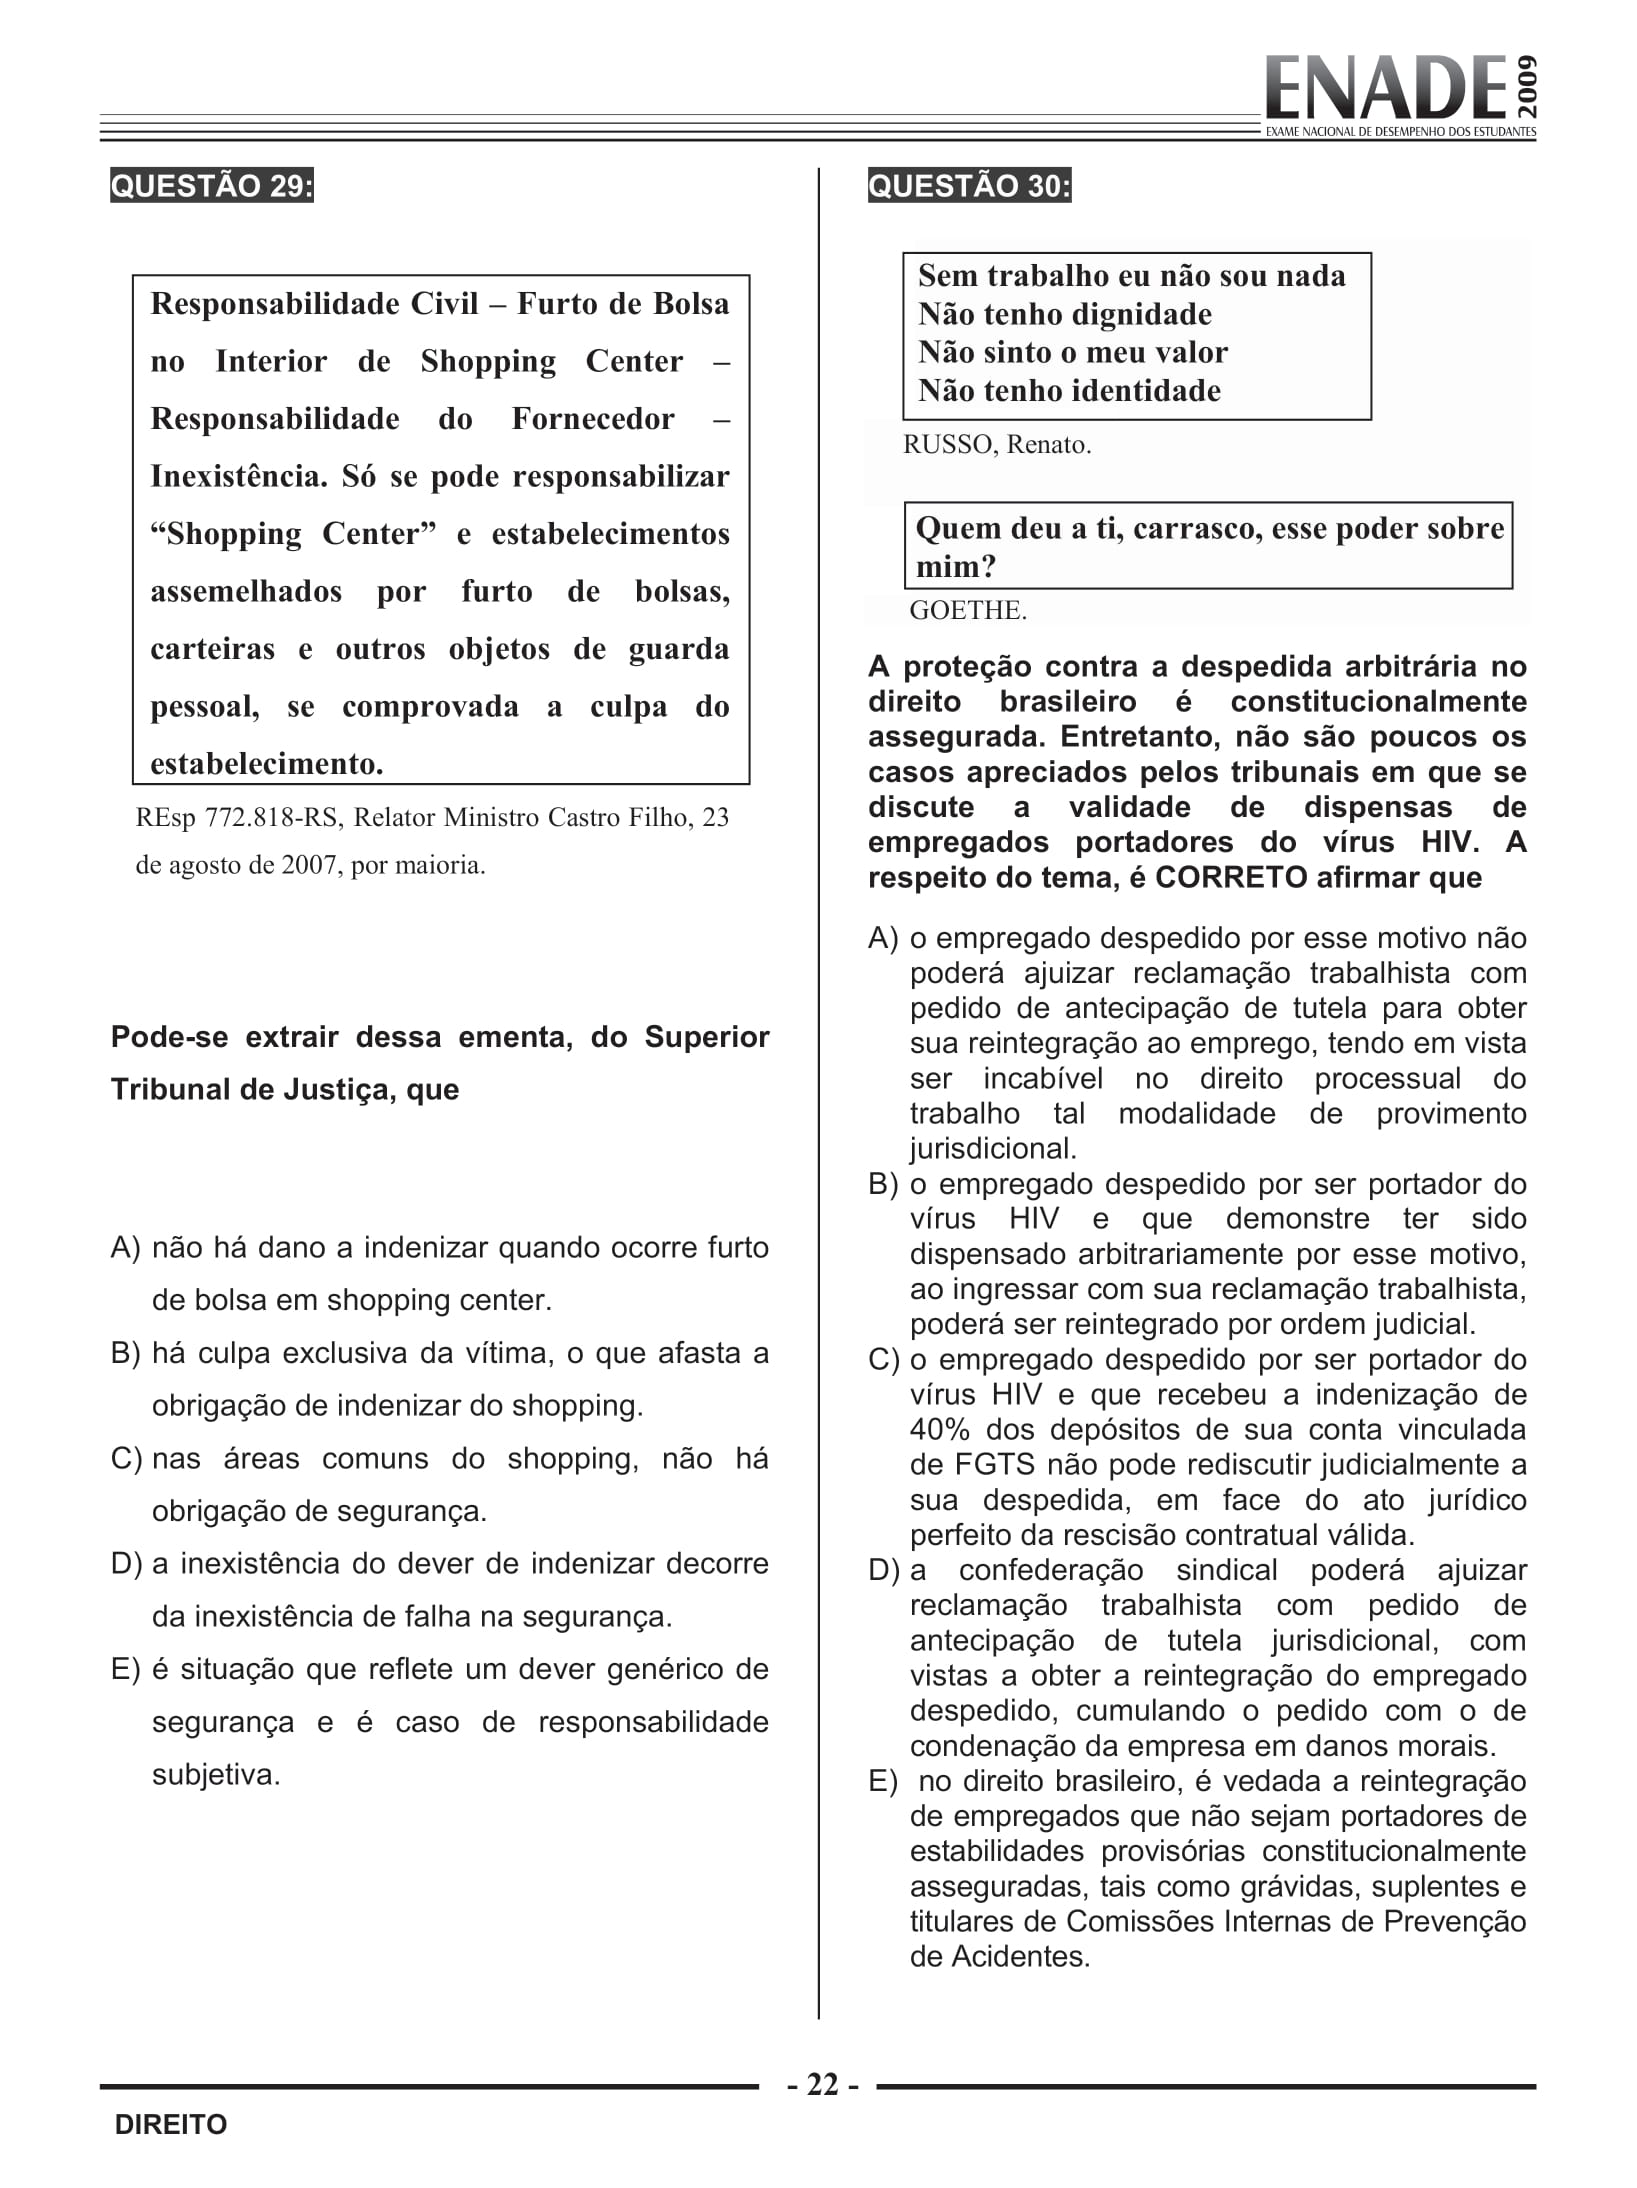 ENADE 2009
EXAME NACIONAL DE DESEMPENHO DOS ESTUDANTES
QUESTÃO 29:
Responsabilidade Civil – Furto de Bolsa
no Interior de Shopping Center –
Responsabilidade do Fornecedor –
Inexistência. Só se pode responsabilizar
“Shopping Center” e estabelecimentos
assemelhados por furto de bolsas,
carteiras e outros objetos de guarda
pessoal, se comprovada a culpa do
estabelecimento.
REsp 772.818-RS, Relator Ministro Castro Filho, 23
de agosto de 2007, por maioria.
Pode-se extrair dessa ementa, do Superior
Tribunal de Justiça, que
A) não há dano a indenizar quando ocorre furto
de bolsa em shopping center.
B) há culpa exclusiva da vítima, o que afasta a
obrigação de indenizar do shopping.
C) nas áreas comuns do shopping, não há
obrigação de segurança.
D) a inexistência do dever de indenizar decorre
da inexistência de falha na segurança.
E) é situação que reflete um dever genérico de
segurança e é caso de responsabilidade
subjetiva.
QUESTÃO 30:
Sem trabalho eu não sou nada
Não tenho dignidade
Não sinto o meu valor
Não tenho identidade
RUSSO, Renato.
Quem deu a ti, carrasco, esse poder sobre
mim?
GOETHE.
A proteção contra a despedida arbitrária no
direito brasileiro é constitucionalmente
assegurada. Entretanto, não são poucos os
casos apreciados pelos tribunais em que se
discute a validade de dispensas de
empregados portadores do vírus HIV. A
respeito do tema, é CORRETO afirmar que
A) o empregado despedido por esse motivo não
poderá ajuizar reclamação trabalhista com
pedido de antecipação de tutela para obter
sua reintegração ao emprego, tendo em vista
ser incabível no direito processual do
trabalho tal modalidade de provimento
jurisdicional.
B) o empregado despedido por ser portador do
vírus HIV e que demonstre ter sido
dispensado arbitrariamente por esse motivo,
ao ingressar com sua reclamação trabalhista,
poderá ser reintegrado por ordem judicial.
C) o empregado despedido por ser portador do
vírus HIV e que recebeu a indenização de
40% dos depósitos de sua conta vinculada
de FGTS não pode rediscutir judicialmente a
sua despedida, em face do ato jurídico
perfeito da rescisão contratual válida.
D) a confederação sindical poderá ajuizar
reclamação trabalhista com pedido de
antecipação de tutela jurisdicional, com
vistas a obter a reintegração do empregado
despedido, cumulando o pedido com o de
condenação da empresa em danos morais.
E) no direito brasileiro, é vedada a reintegração
de empregados que não sejam portadores de
estabilidades provisórias constitucionalmente
asseguradas, tais como grávidas, suplentes e
titulares de Comissões Internas de Prevenção
de Acidentes.
- 22 -
DIREITO